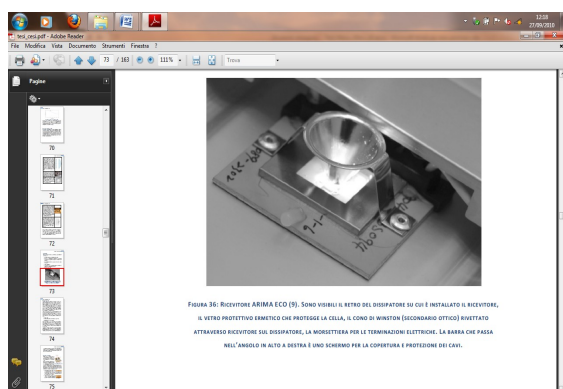 12:08
27/09/2010
tesi_cesi.pdf - Adobe Reader
File Modifica Vista Documento Strumenti Finestra ?
73 / 163 111% Trova
Pagine
70
71
72
73
74
75
FIGURA 36: RICEVITORE ARIMA ECO (9). SONO VISIBILI IL RETRO DEL DISSIPATORE SU CUI È INSTALLATO IL RICEVITORE,
IL VETRO PROTETTIVO ERMETICO CHE PROTEGGE LA CELLA, IL CONO DI WINSTON (SECONDARIO OTTICO) RIVETTATO
ATTRAVERSO RICEVITORE SUL DISSIPATORE, LA MORSETTIERA PER LE TERMINAZIONI ELETTRICHE. LA BARRA CHE PASSA
NELL'ANGOLO IN ALTO A DESTRA È UNO SCHERMO PER LA COPERTURA E PROTEZIONE DEI CAVI.